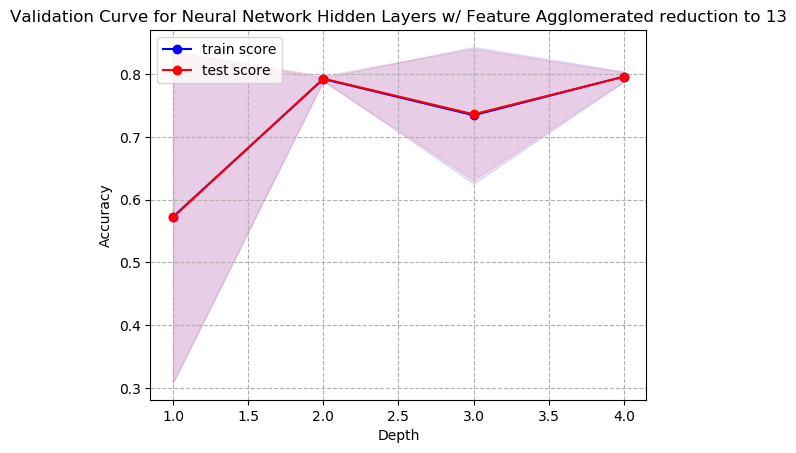 Validation Curve for Neural Network Hidden Layers w/ Feature Agglomerated reduction to 13
train score
test score
0.8
0.7
0.6
0.5
0.4
0.3
Accuracy
1.0 1.5 2.0 2.5 3.0 3.5 4.0
Depth